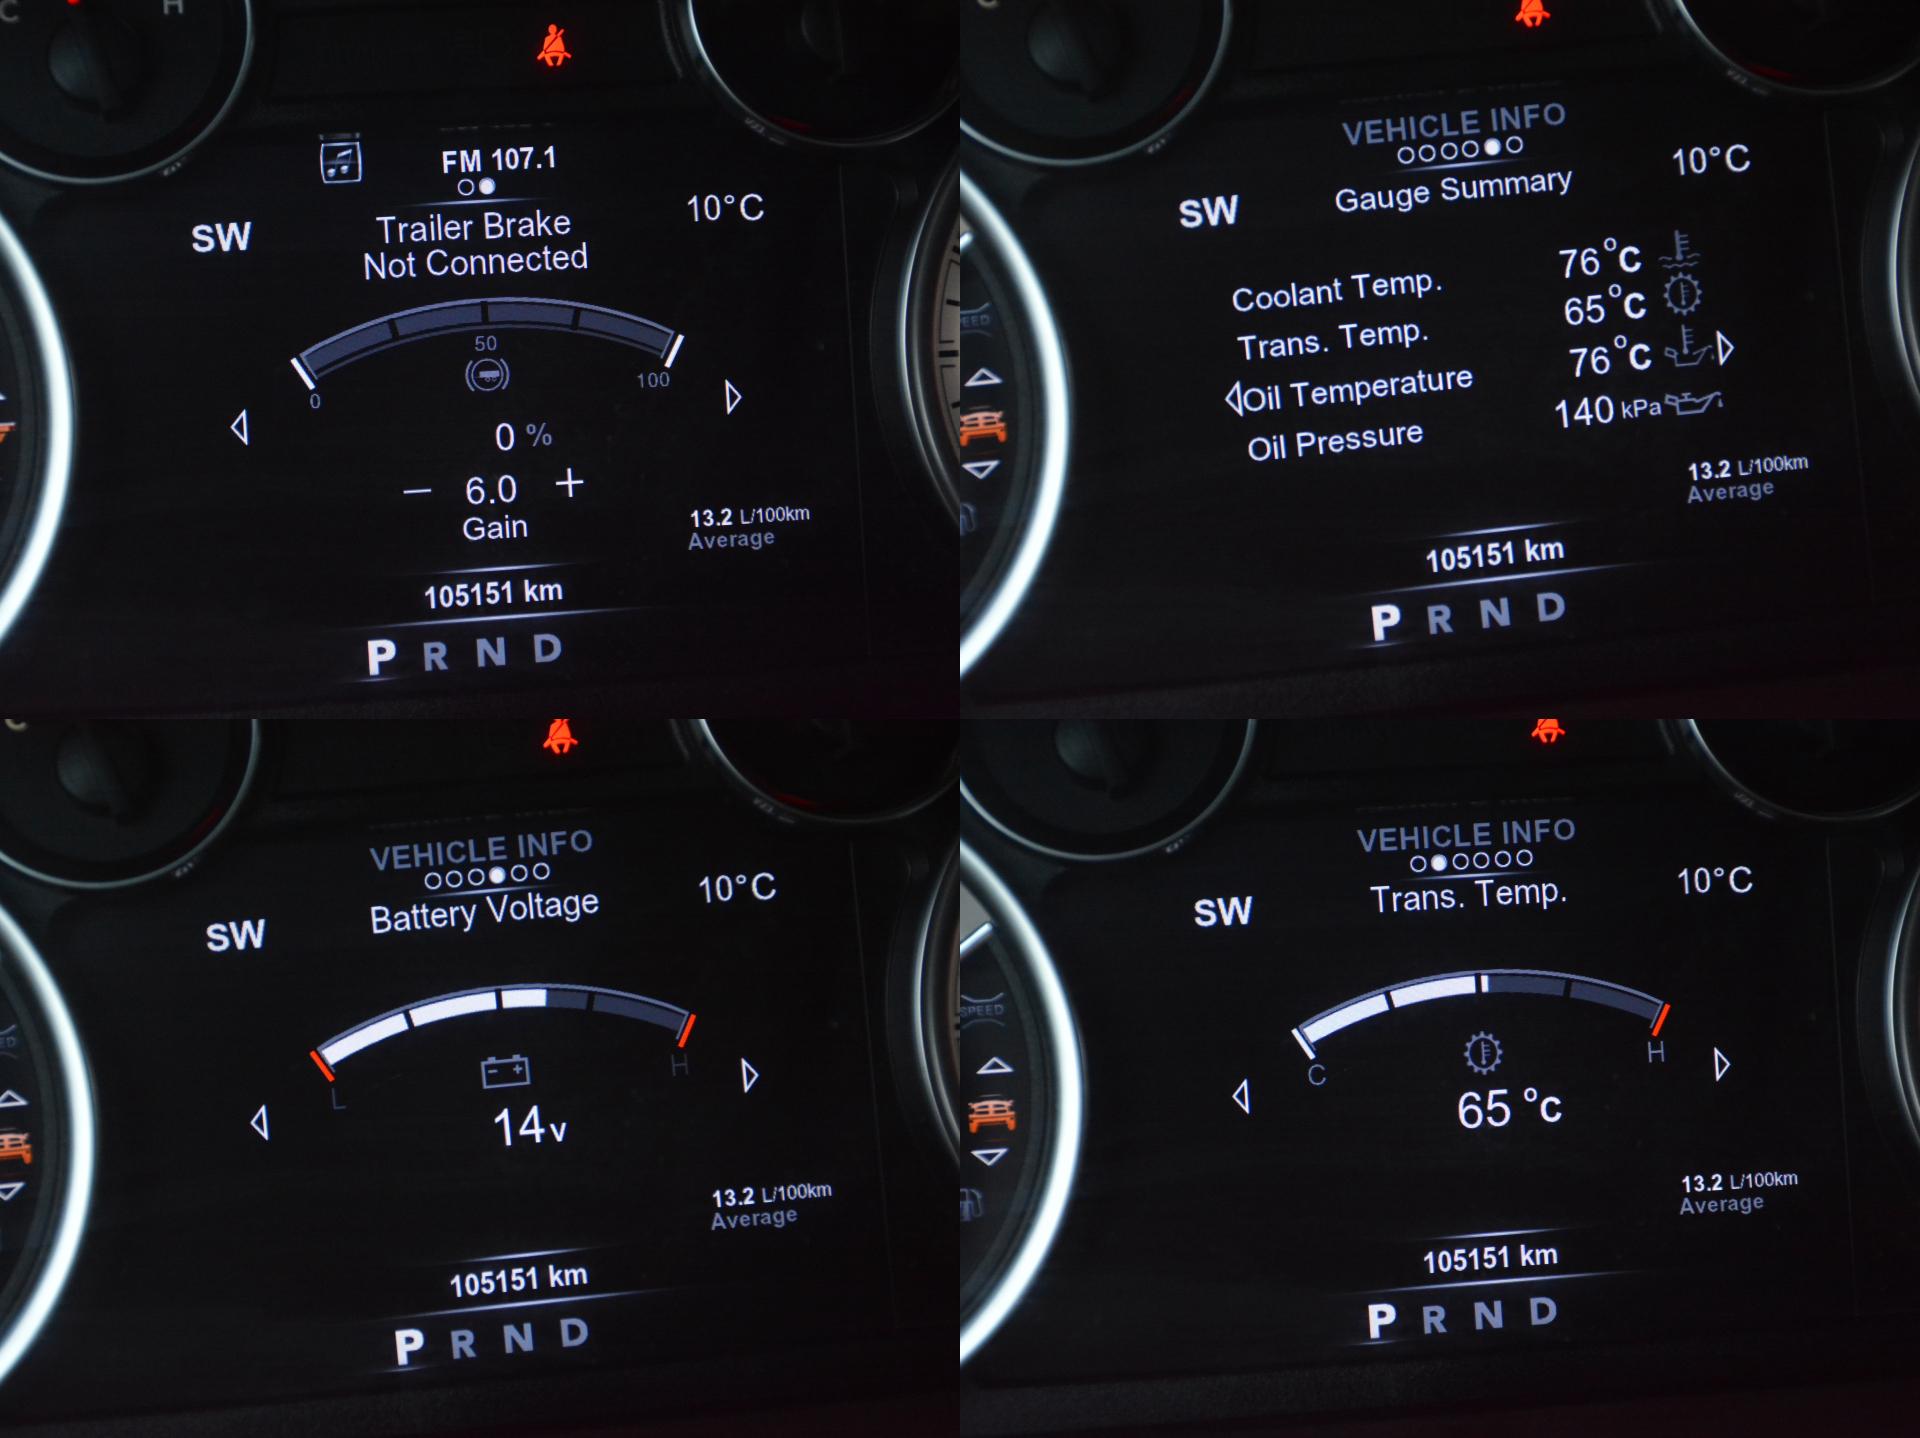 C H
FM 107.1
SW
Trailer Brake
Not Connected
10°C
50
0
100
0 %
− 6.0 +
Gain
13.2 L/100km
Average
105151 km
P R N D
VEHICLE INFO
SW
Gauge Summary
10°C
Coolant Temp. 76°C
Trans. Temp. 65°C
Oil Temperature 76°C
Oil Pressure 140 kPa
13.2 L/100km
Average
105151 km
P R N D
C
VEHICLE INFO
SW
Battery Voltage
10°C
L
H
14v
13.2 L/100km
Average
105151 km
P R N D
VEHICLE INFO
SW
Trans. Temp.
10°C
SPEED
C
H
65 °C
13.2 L/100km
Average
105151 km
P R N D